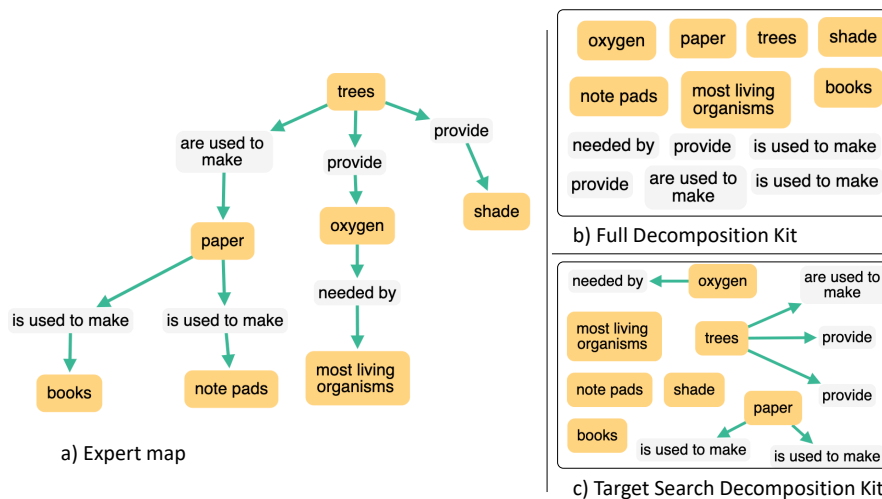 trees
are used to
make
provide
provide
paper
oxygen
shade
is used to make
is used to make
needed by
books
note pads
most living
organisms
a) Expert map
oxygen
paper
trees
shade
note pads
most living
organisms
books
needed by
provide
is used to make
provide
are used to
make
is used to make
b) Full Decomposition Kit
needed by
oxygen
are used to
make
most living
organisms
trees
provide
note pads
shade
provide
paper
books
is used to make
is used to make
c) Target Search Decomposition Kit